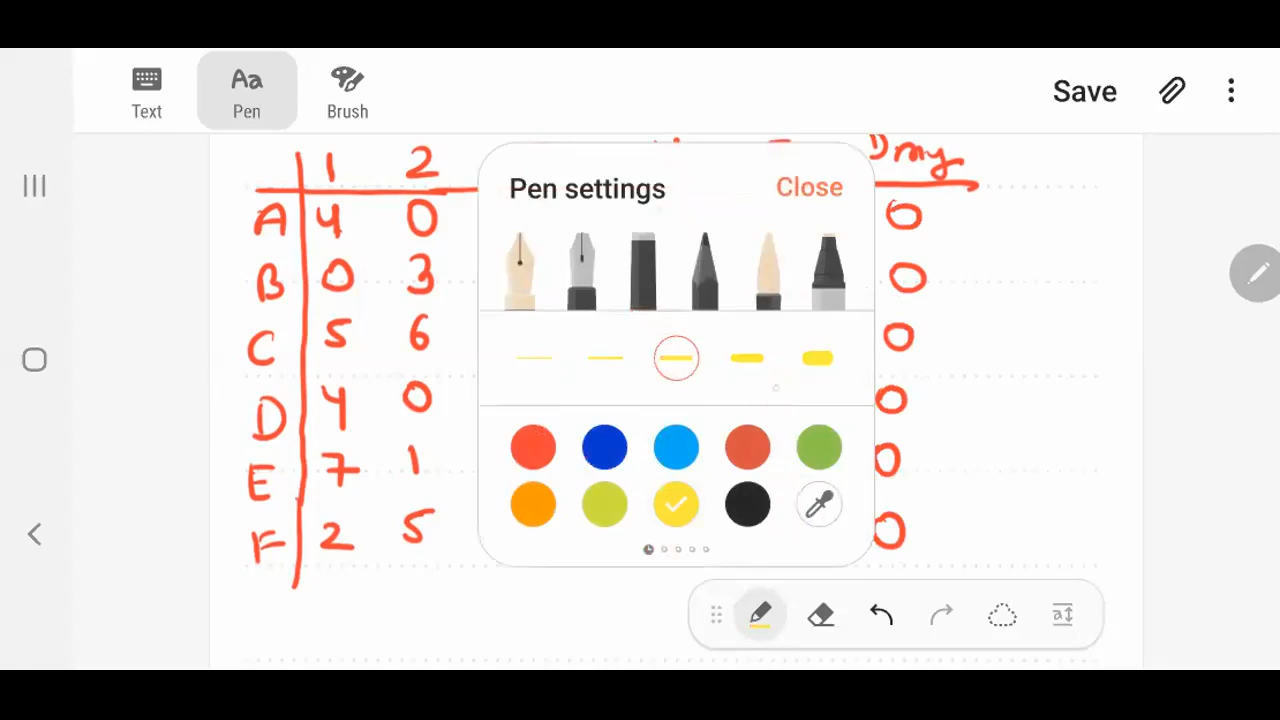 Text Pen Brush Save
1 2 Dmy
Pen settings Close
A 4 0 0
B 0 3 0
C 5 6 0
D 4 0 0
E 7 1 0
F 2 5 0